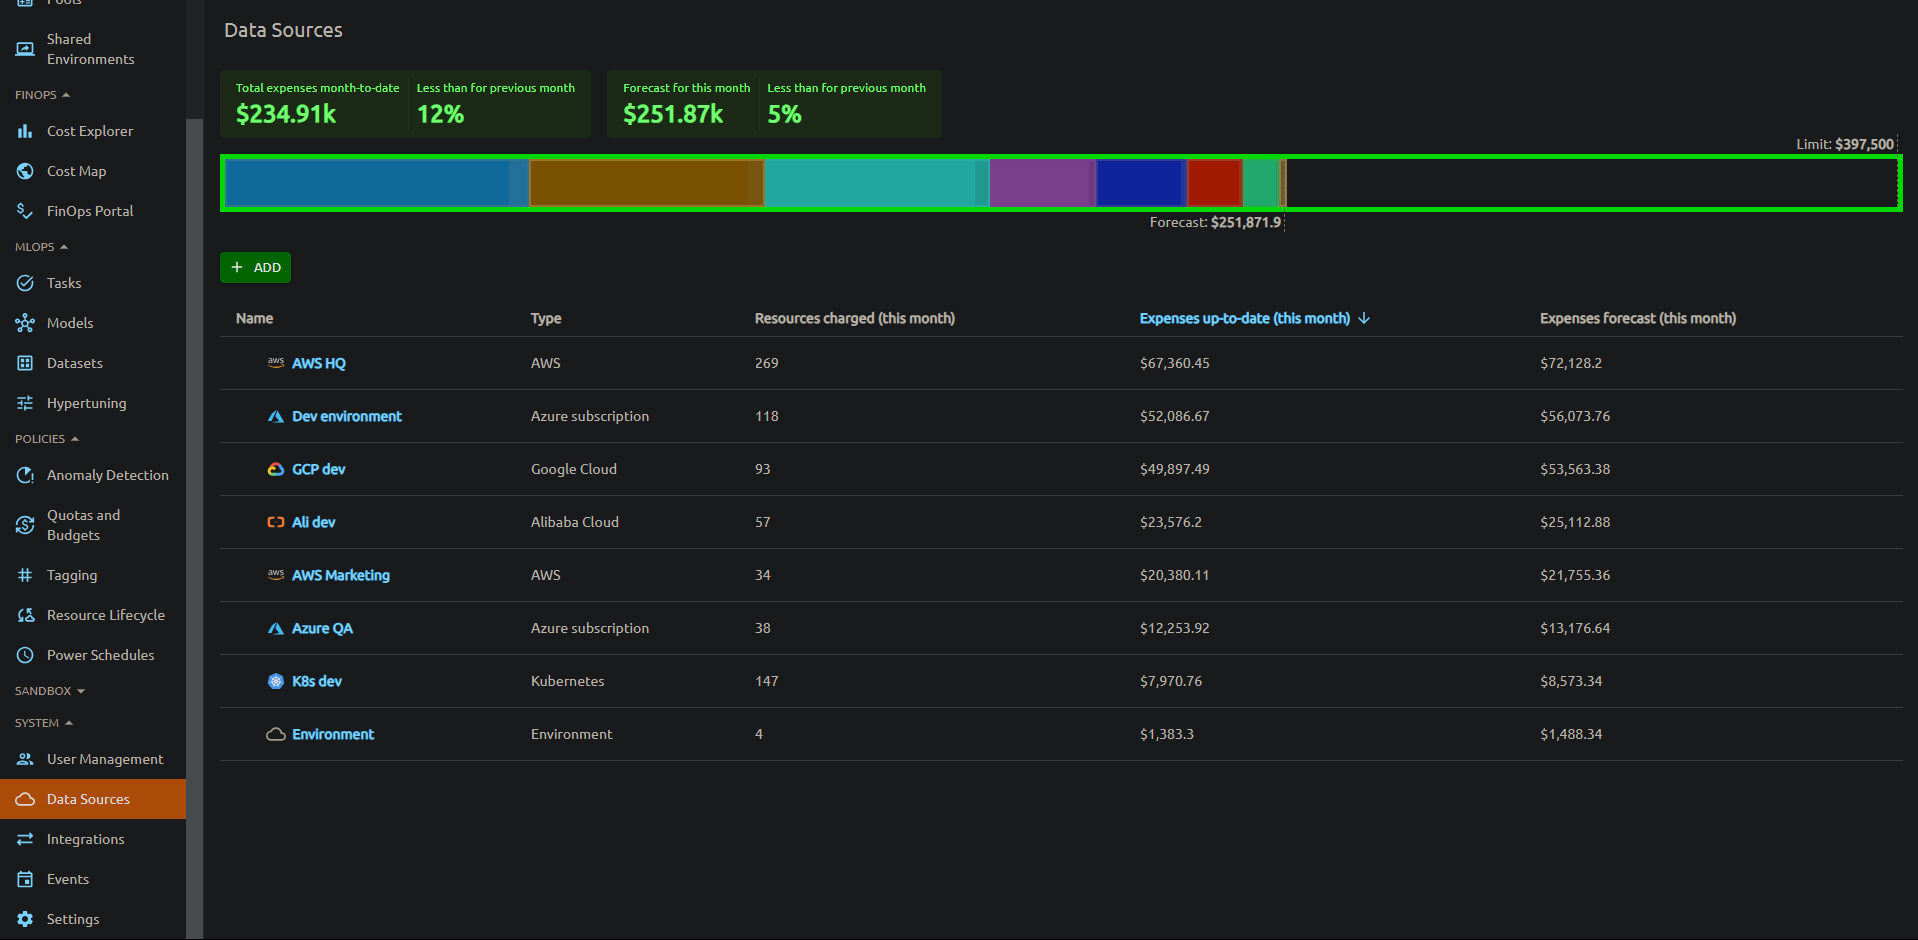 Pools
Shared
Environments
FINOPS
Cost Explorer
Cost Map
FinOps Portal
MLOPS
Tasks
Models
Datasets
Hypertuning
POLICIES
Anomaly Detection
Quotas and
Budgets
Tagging
Resource Lifecycle
Power Schedules
SANDBOX
SYSTEM
User Management
Data Sources
Integrations
Events
Settings
Data Sources
Total expenses month-to-date
$234.91k
Less than for previous month
12%
Forecast for this month
$251.87k
Less than for previous month
5%
Limit: $397,500
Forecast: $251,871.9
+ ADD
Name Type Resources charged (this month) Expenses up-to-date (this month) ↓ Expenses forecast (this month)
aws AWS HQ AWS 269 $67,360.45 $72,128.2
Dev environment Azure subscription 118 $52,086.67 $56,073.76
GCP dev Google Cloud 93 $49,897.49 $53,563.38
Ali dev Alibaba Cloud 57 $23,576.2 $25,112.88
aws AWS Marketing AWS 34 $20,380.11 $21,755.36
Azure QA Azure subscription 38 $12,253.92 $13,176.64
K8s dev Kubernetes 147 $7,970.76 $8,573.34
Environment Environment 4 $1,383.3 $1,488.34